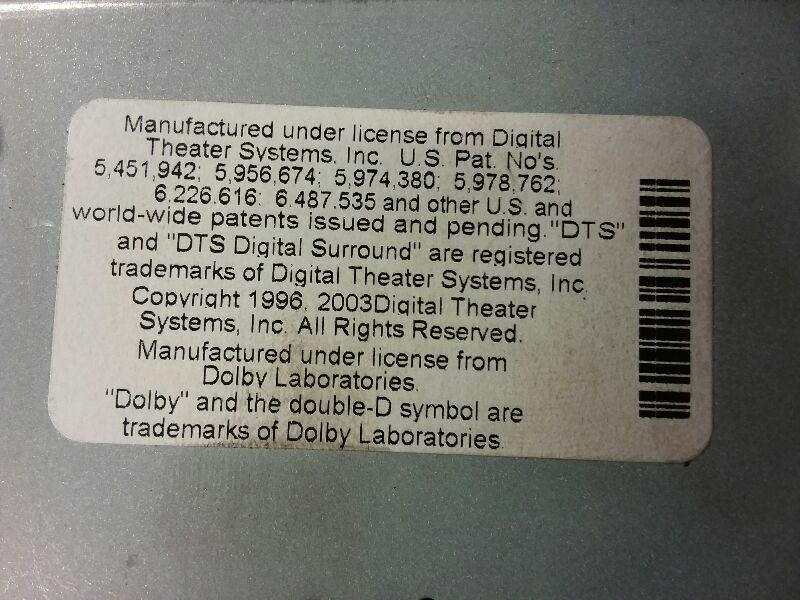 Manufactured under license from Digital
Theater Systems, Inc. U.S. Pat. No's.
5,451,942; 5,956,674; 5,974,380; 5,978,762;
6,226,616; 6,487,535 and other U.S. and
world-wide patents issued and pending. "DTS"
and "DTS Digital Surround" are registered
trademarks of Digital Theater Systems, Inc.
Copyright 1996, 2003Digital Theater
Systems, Inc. All Rights Reserved.
Manufactured under license from
Dolby Laboratories.
"Dolby" and the double-D symbol are
trademarks of Dolby Laboratories.